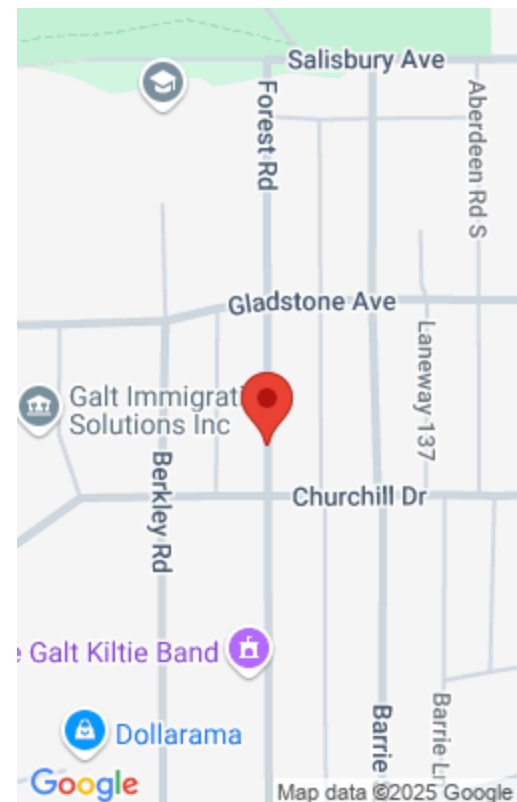 Salisbury Ave
Forest Rd
Aberdeen Rd S
Gladstone Ave
Laneway 137
Galt Immigrati
Solutions Inc
Churchill Dr
Berkley Rd
Galt Kiltie Band
Dollarama
Barrie
Barrie Ln
Google
Map data ©2025 Google